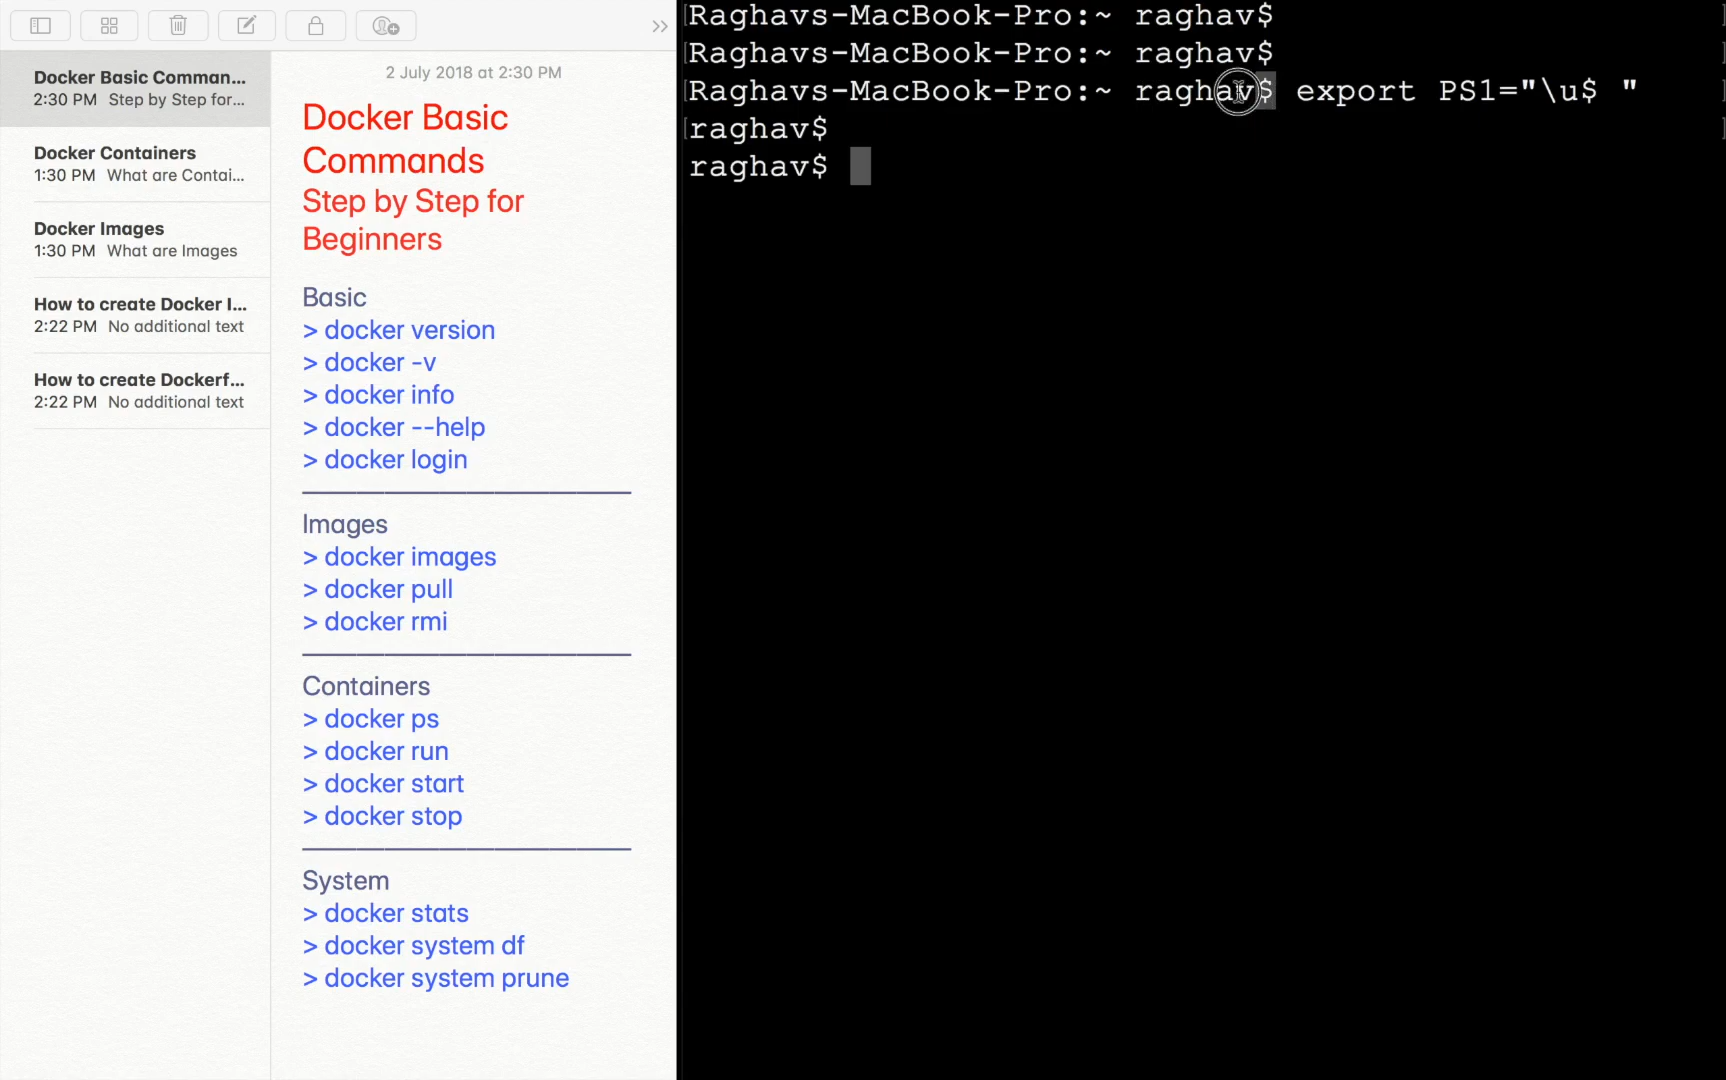 Docker Basic Comman...
2:30 PM Step by Step for...
Docker Containers
1:30 PM What are Contai...
Docker Images
1:30 PM What are Images
How to create Docker I...
2:22 PM No additional text
How to create Dockerf...
2:22 PM No additional text
2 July 2018 at 2:30 PM
Docker Basic
Commands
Step by Step for
Beginners
Basic
> docker version
> docker -v
> docker info
> docker --help
> docker login
Images
> docker images
> docker pull
> docker rmi
Containers
> docker ps
> docker run
> docker start
> docker stop
System
> docker stats
> docker system df
> docker system prune
[Raghavs-MacBook-Pro:~ raghav$
[Raghavs-MacBook-Pro:~ raghav$
[Raghavs-MacBook-Pro:~ raghav$ export PS1="\u$ "
[raghav$
raghav$